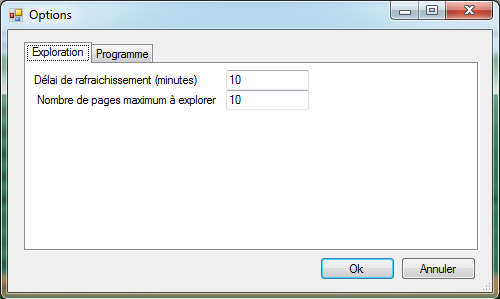 Options
Exploration Programme
Délai de rafraichissement (minutes) 10
Nombre de pages maximum à explorer 10
Ok Annuler